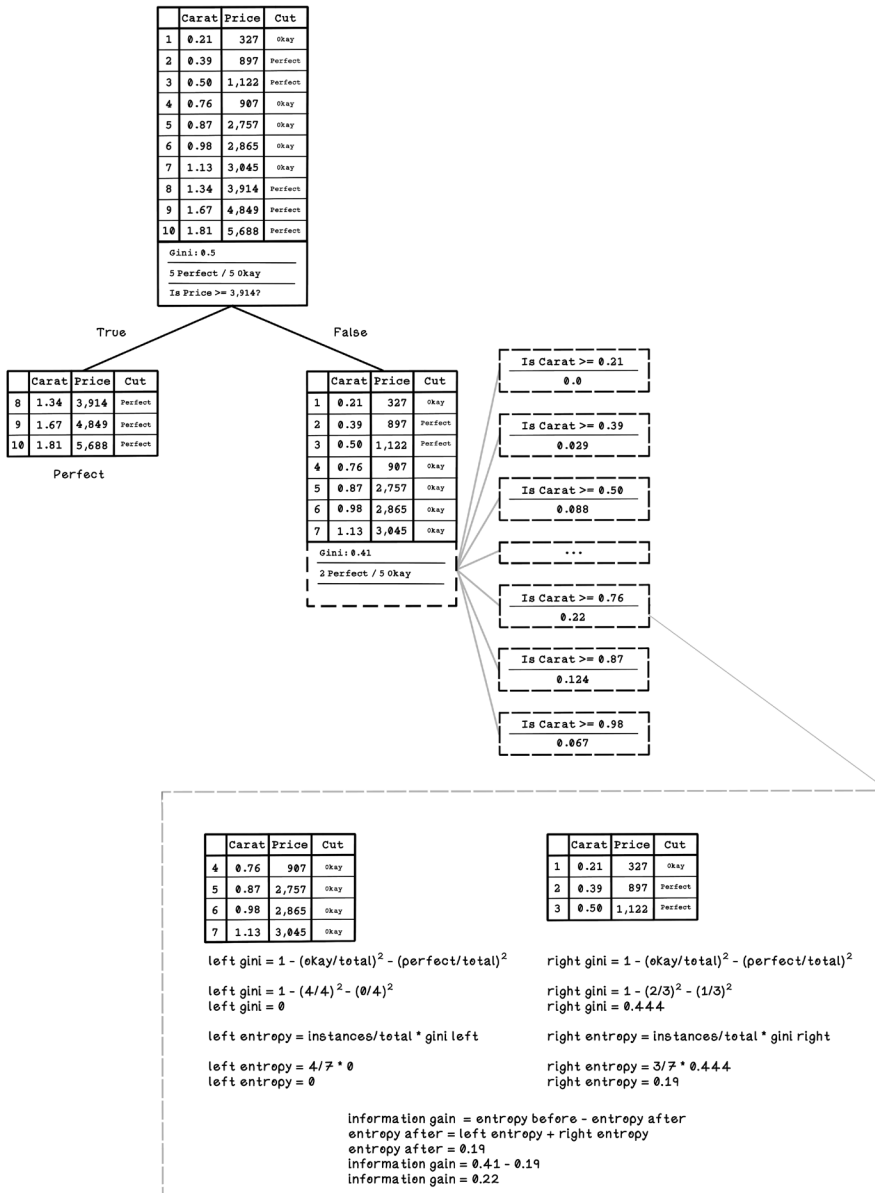 Carat Price Cut
1 0.21 327 Okay
2 0.39 897 Perfect
3 0.50 1,122 Perfect
4 0.76 907 Okay
5 0.87 2,757 Okay
6 0.98 2,865 Okay
7 1.13 3,045 Okay
8 1.34 3,914 Perfect
9 1.67 4,849 Perfect
10 1.81 5,688 Perfect
Gini: 0.5
5 Perfect / 5 Okay
Is Price >= 3,914?
True
False
Carat Price Cut
8 1.34 3,914 Perfect
9 1.67 4,849 Perfect
10 1.81 5,688 Perfect
Perfect
Carat Price Cut
1 0.21 327 Okay
2 0.39 897 Perfect
3 0.50 1,122 Perfect
4 0.76 907 Okay
5 0.87 2,757 Okay
6 0.98 2,865 Okay
7 1.13 3,045 Okay
Gini: 0.41
2 Perfect / 5 Okay
Is Carat >= 0.21
0.0
Is Carat >= 0.39
0.029
Is Carat >= 0.50
0.088
...
Is Carat >= 0.76
0.22
Is Carat >= 0.87
0.124
Is Carat >= 0.98
0.067
Carat Price Cut
4 0.76 907 Okay
5 0.87 2,757 Okay
6 0.98 2,865 Okay
7 1.13 3,045 Okay
left gini = 1 - (okay/total)² - (perfect/total)²
left gini = 1 - (4/4)² - (0/4)²
left gini = 0
left entropy = instances/total * gini left
left entropy = 4/7 * 0
left entropy = 0
Carat Price Cut
1 0.21 327 Okay
2 0.39 897 Perfect
3 0.50 1,122 Perfect
right gini = 1 - (okay/total)² - (perfect/total)²
right gini = 1 - (2/3)² - (1/3)²
right gini = 0.444
right entropy = instances/total * gini right
right entropy = 3/7 * 0.444
right entropy = 0.19
information gain = entropy before - entropy after
entropy after = left entropy + right entropy
entropy after = 0.19
information gain = 0.41 - 0.19
information gain = 0.22